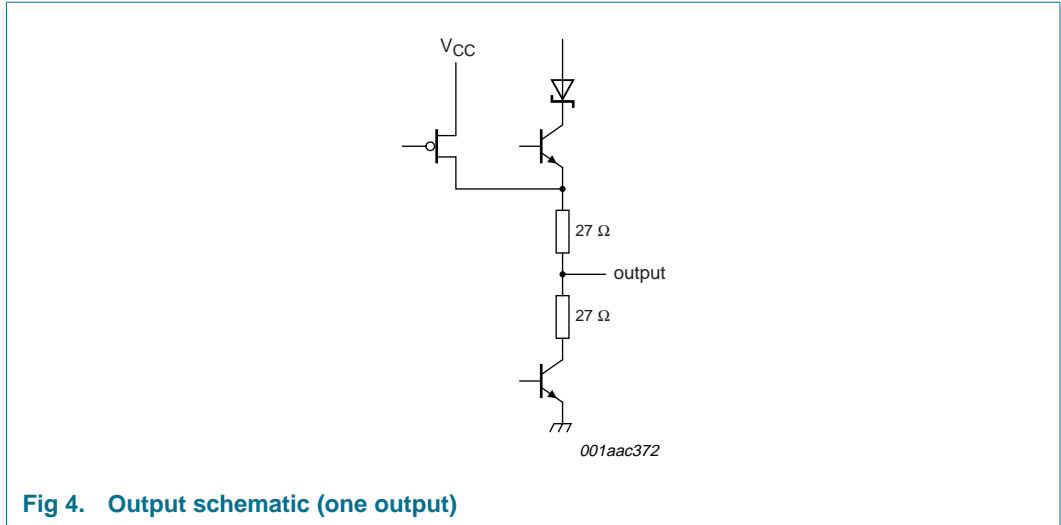 VCC
27 Ω
output
27 Ω
001aac372
Fig 4. Output schematic (one output)